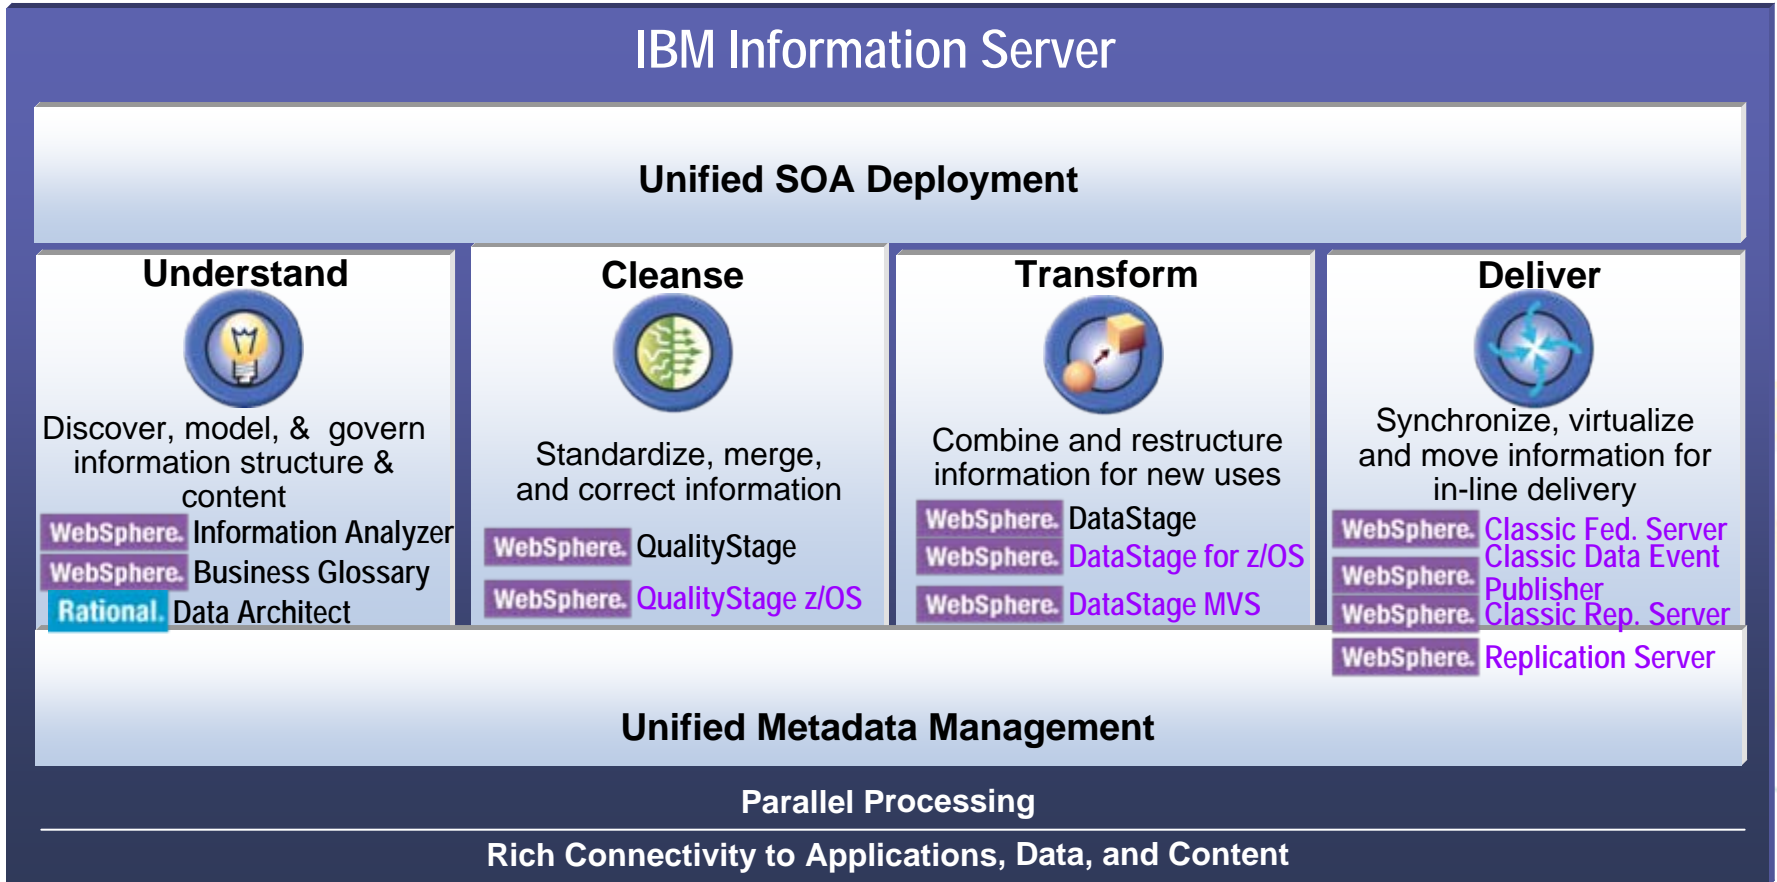 IBM Information Server
Unified SOA Deployment
Understand
Discover, model, & govern
information structure &
content
WebSphere. Information Analyzer
WebSphere. Business Glossary
Rational. Data Architect
Cleanse
Standardize, merge,
and correct information
WebSphere. QualityStage
WebSphere. QualityStage z/OS
Transform
Combine and restructure
information for new uses
WebSphere. DataStage
WebSphere. DataStage for z/OS
WebSphere. DataStage MVS
Deliver
Synchronize, virtualize
and move information for
in-line delivery
WebSphere. Classic Fed. Server
WebSphere. Classic Data Event
Publisher
WebSphere. Classic Rep. Server
WebSphere. Replication Server
Unified Metadata Management
Parallel Processing
Rich Connectivity to Applications, Data, and Content